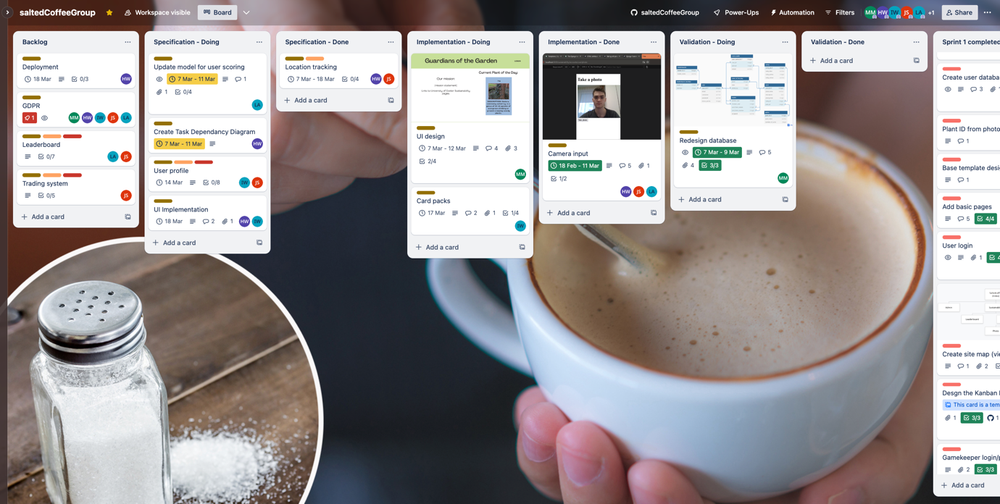 saltedCoffeeGroup
Workspace visible
Board
saltedCoffeeGroup
Power-Ups
Automation
Filters
MM
HW
IW
JS
LA
+1
Share
Backlog
Deployment
18 Mar
0/3
HW
GDPR
1
MM
HW
IW
JS
LA
Leaderboard
0/7
LA
JS
Trading system
0/5
JS
Add a card
Specification - Doing
Update model for user scoring
7 Mar - 11 Mar
1
1
0/4
LA
Create Task Dependancy Diagram
7 Mar - 11 Mar
HW
User profile
14 Mar
0/8
IW
JS
UI Implementation
18 Mar
2
1
HW
IW
Add a card
Specification - Done
Location tracking
7 Mar - 18 Mar
0/4
HW
JS
Add a card
Implementation - Doing
Guardians of the Garden
Our mission:
Current Plant of the Day:
UI design
7 Mar - 12 Mar
4
3
2/4
MM
Card packs
17 Mar
2
1
1/4
IW
Add a card
Implementation - Done
Take a photo
Camera input
18 Feb - 11 Mar
5
1
1/2
HW
JS
LA
Add a card
Validation - Doing
Redesign database
7 Mar - 9 Mar
5
4
3/3
MM
Add a card
Validation - Done
Add a card
Sprint 1 completed
Create user databa
3
1
Plant ID from photo
1
Base template desi
1
Add basic pages
5
4/4
User login
1
4
Create site map (vi
1
2
Desgn the Kanban
This card is a tem
1
3/3
1
Gamekeeper login/p
2
3/3
Add a card